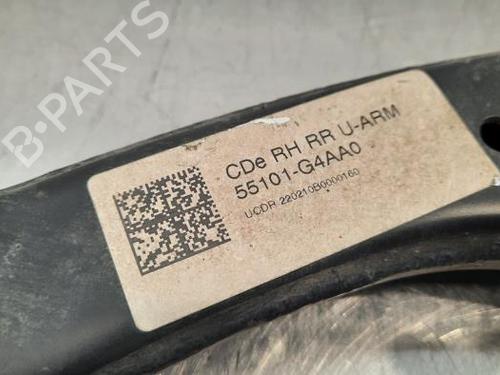 CDe RH RR U-ARM
55101-G4AA0
UCDR 220210B0000160
B-PARTS